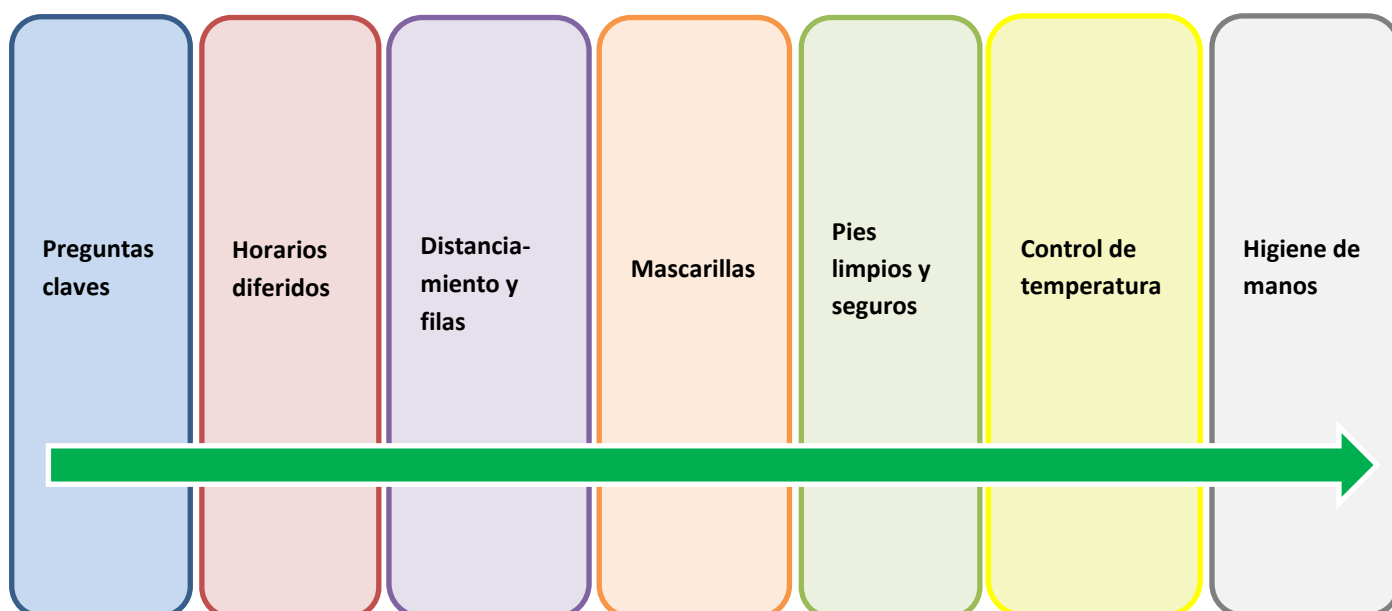 Preguntas
claves
Horarios
diferidos
Distancia-
miento y
filas
Mascarillas
Pies
limpios y
seguros
Control de
temperatura
Higiene de
manos